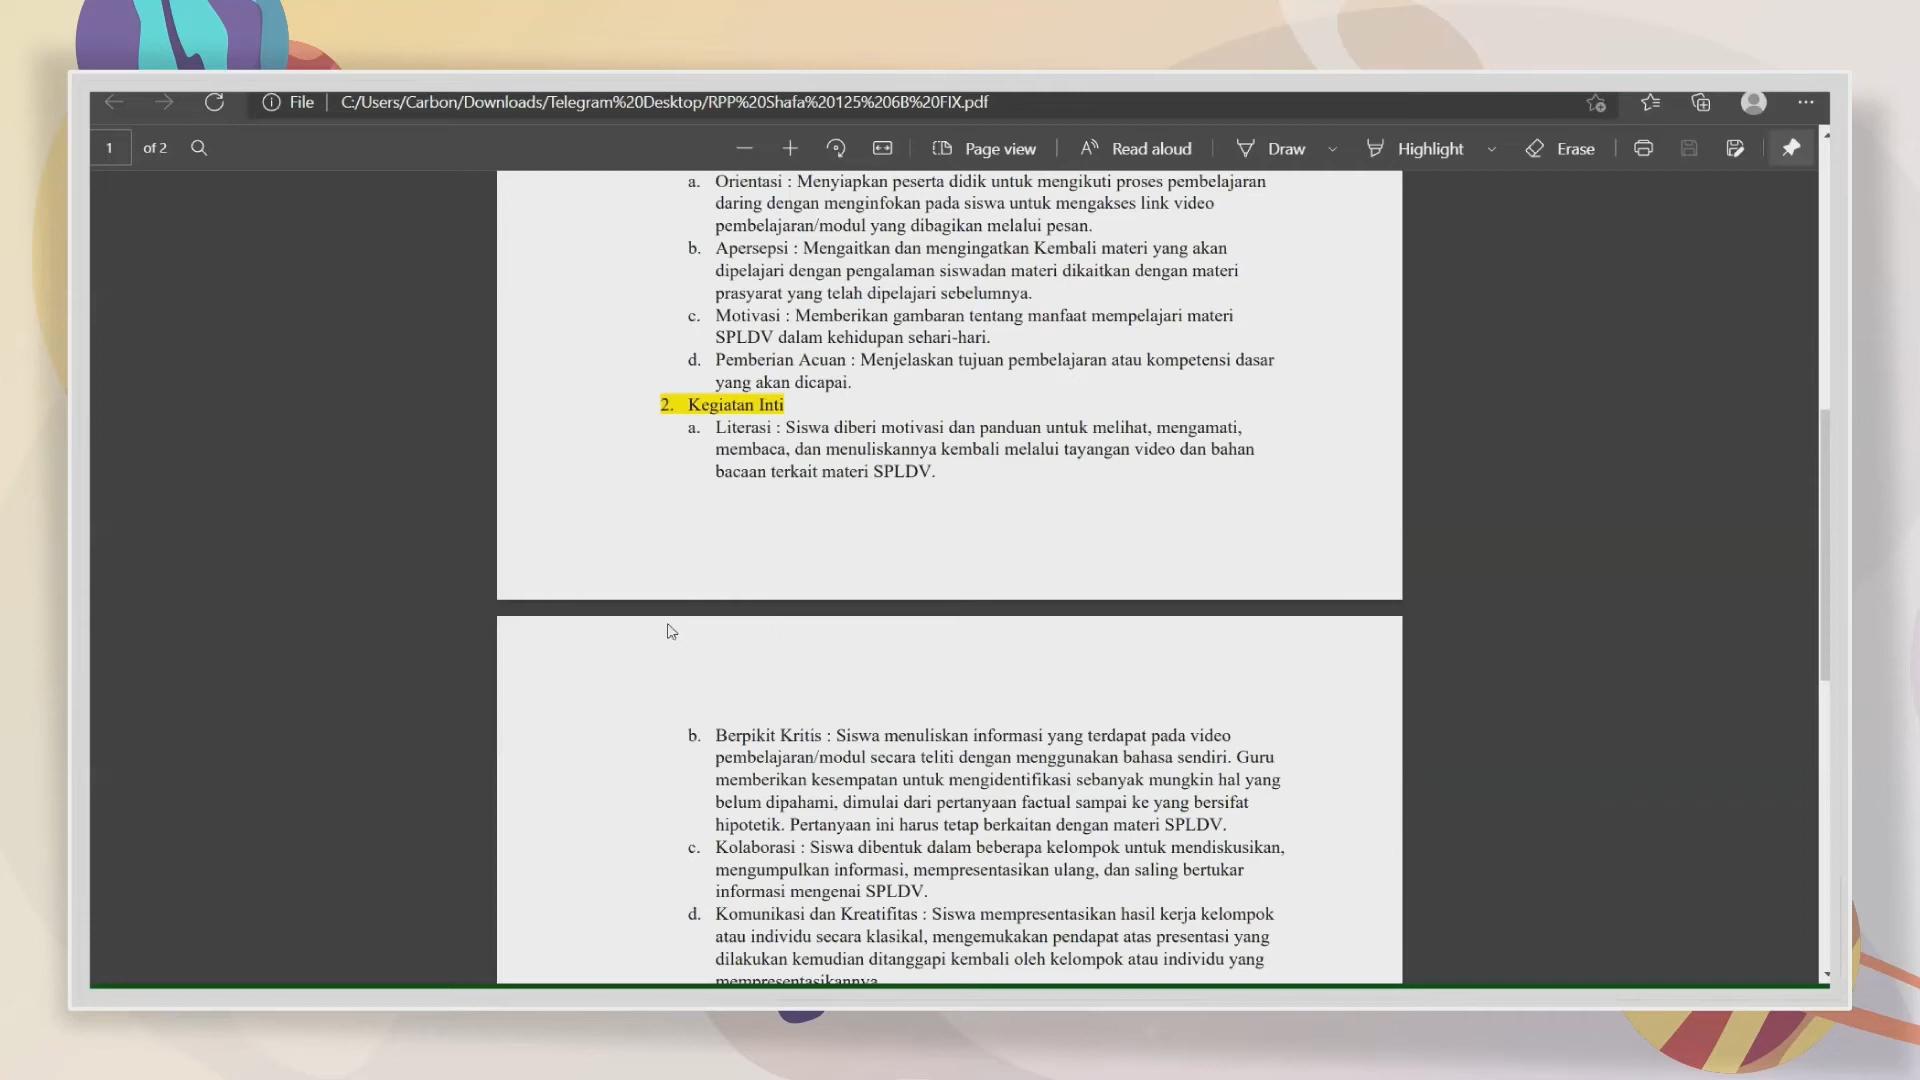 File
C:/Users/Carbon/Downloads/Telegram%20Desktop/RPP%20Shafa%20125%206B%20FIX.pdf
1 of 2
Page view
Read aloud
Draw
Highlight
Erase
a. Orientasi : Menyiapkan peserta didik untuk mengikuti proses pembelajaran
daring dengan menginfokan pada siswa untuk mengakses link video
pembelajaran/modul yang dibagikan melalui pesan.
b. Apersepsi : Mengaitkan dan mengingatkan Kembali materi yang akan
dipelajari dengan pengalaman siswadan materi dikaitkan dengan materi
prasyarat yang telah dipelajari sebelumnya.
c. Motivasi : Memberikan gambaran tentang manfaat mempelajari materi
SPLDV dalam kehidupan sehari-hari.
d. Pemberian Acuan : Menjelaskan tujuan pembelajaran atau kompetensi dasar
yang akan dicapai.
2. Kegiatan Inti
a. Literasi : Siswa diberi motivasi dan panduan untuk melihat, mengamati,
membaca, dan menuliskannya kembali melalui tayangan video dan bahan
bacaan terkait materi SPLDV.
b. Berpikit Kritis : Siswa menuliskan informasi yang terdapat pada video
pembelajaran/modul secara teliti dengan menggunakan bahasa sendiri. Guru
memberikan kesempatan untuk mengidentifikasi sebanyak mungkin hal yang
belum dipahami, dimulai dari pertanyaan factual sampai ke yang bersifat
hipotetik. Pertanyaan ini harus tetap berkaitan dengan materi SPLDV.
c. Kolaborasi : Siswa dibentuk dalam beberapa kelompok untuk mendiskusikan,
mengumpulkan informasi, mempresentasikan ulang, dan saling bertukar
informasi mengenai SPLDV.
d. Komunikasi dan Kreatifitas : Siswa mempresentasikan hasil kerja kelompok
atau individu secara klasikal, mengemukakan pendapat atas presentasi yang
dilakukan kemudian ditanggapi kembali oleh kelompok atau individu yang
mempresentasikannya